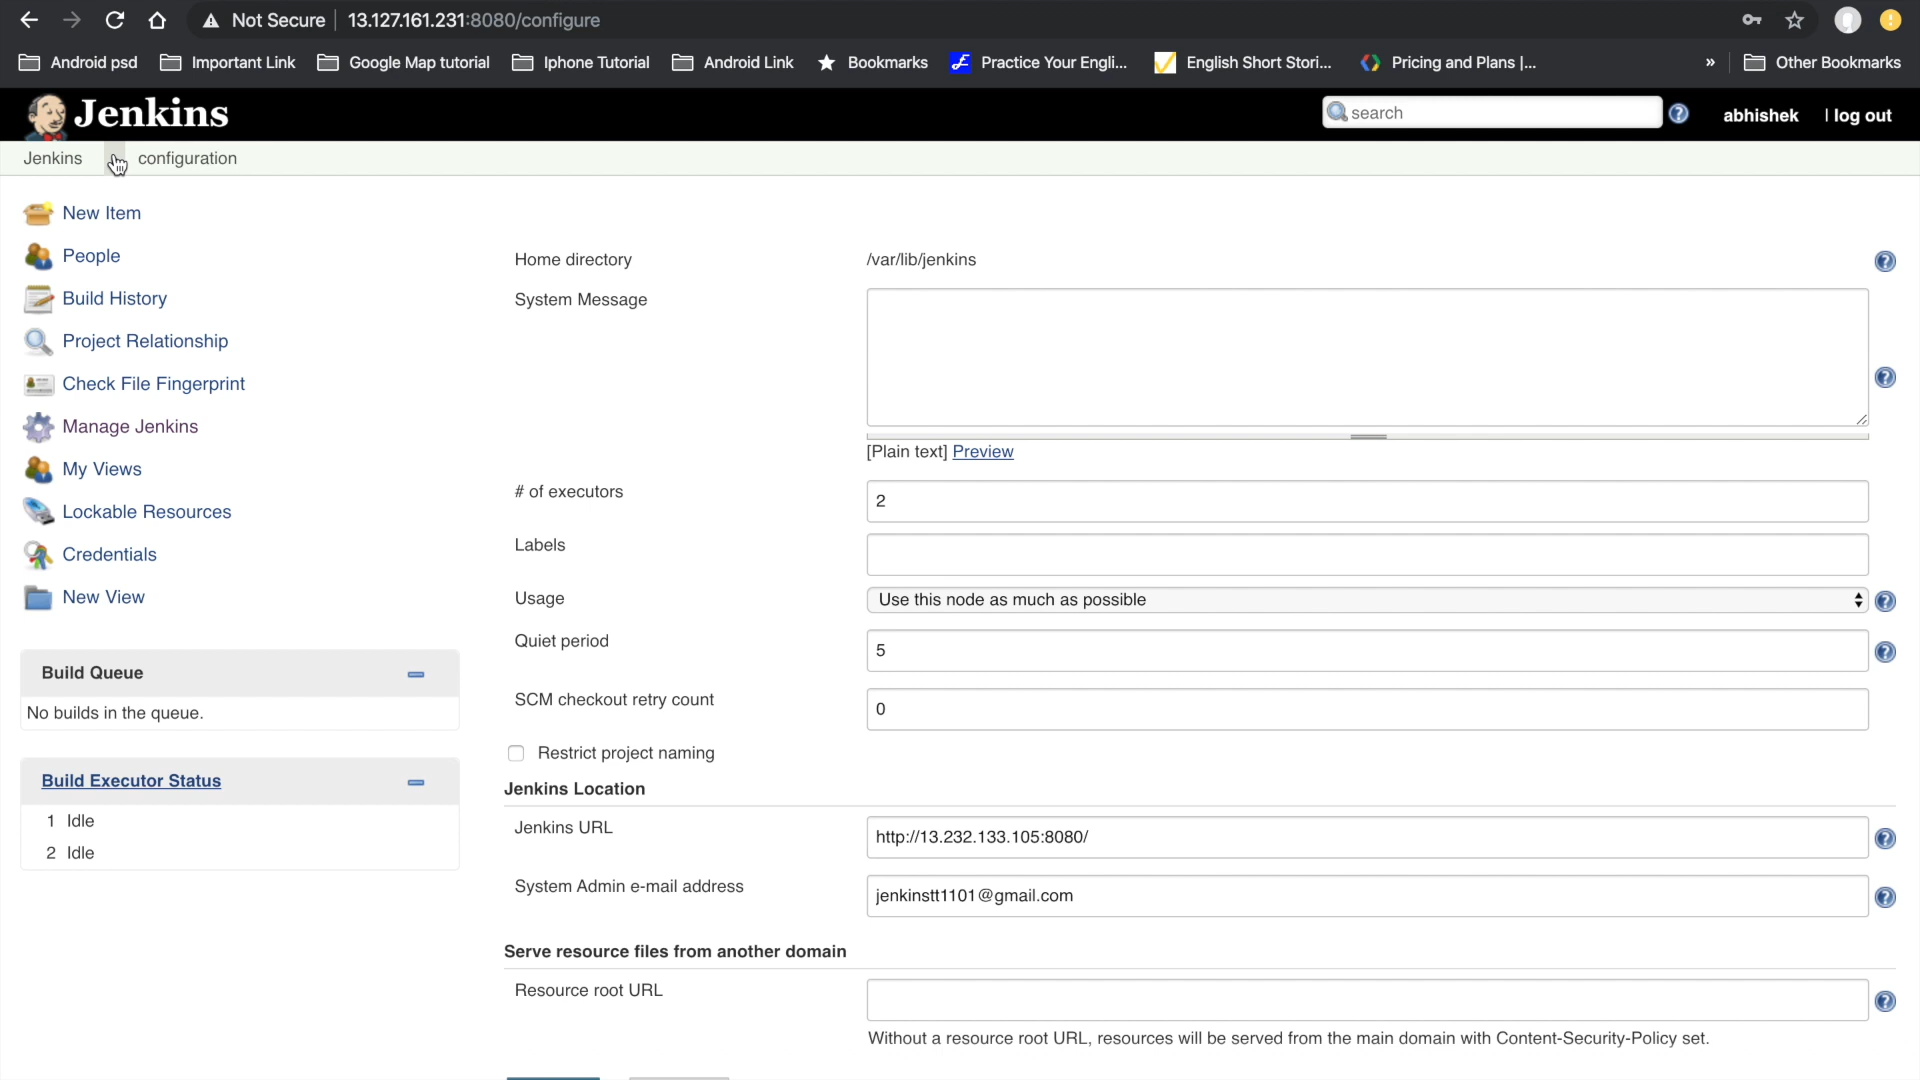 Not Secure 13.127.161.231:8080/configure
Android psd Important Link Google Map tutorial Iphone Tutorial Android Link Bookmarks Practice Your Engli... English Short Stori... Pricing and Plans |... » Other Bookmarks
Jenkins search abhishek | log out
Jenkins configuration
New Item
People
Build History
Project Relationship
Check File Fingerprint
Manage Jenkins
My Views
Lockable Resources
Credentials
New View
Build Queue
No builds in the queue.
Build Executor Status
1 Idle
2 Idle
Home directory /var/lib/jenkins
System Message
[Plain text] Preview
# of executors 2
Labels
Usage Use this node as much as possible
Quiet period 5
SCM checkout retry count 0
Restrict project naming
Jenkins Location
Jenkins URL http://13.232.133.105:8080/
System Admin e-mail address jenkinstt1101@gmail.com
Serve resource files from another domain
Resource root URL
Without a resource root URL, resources will be served from the main domain with Content-Security-Policy set.